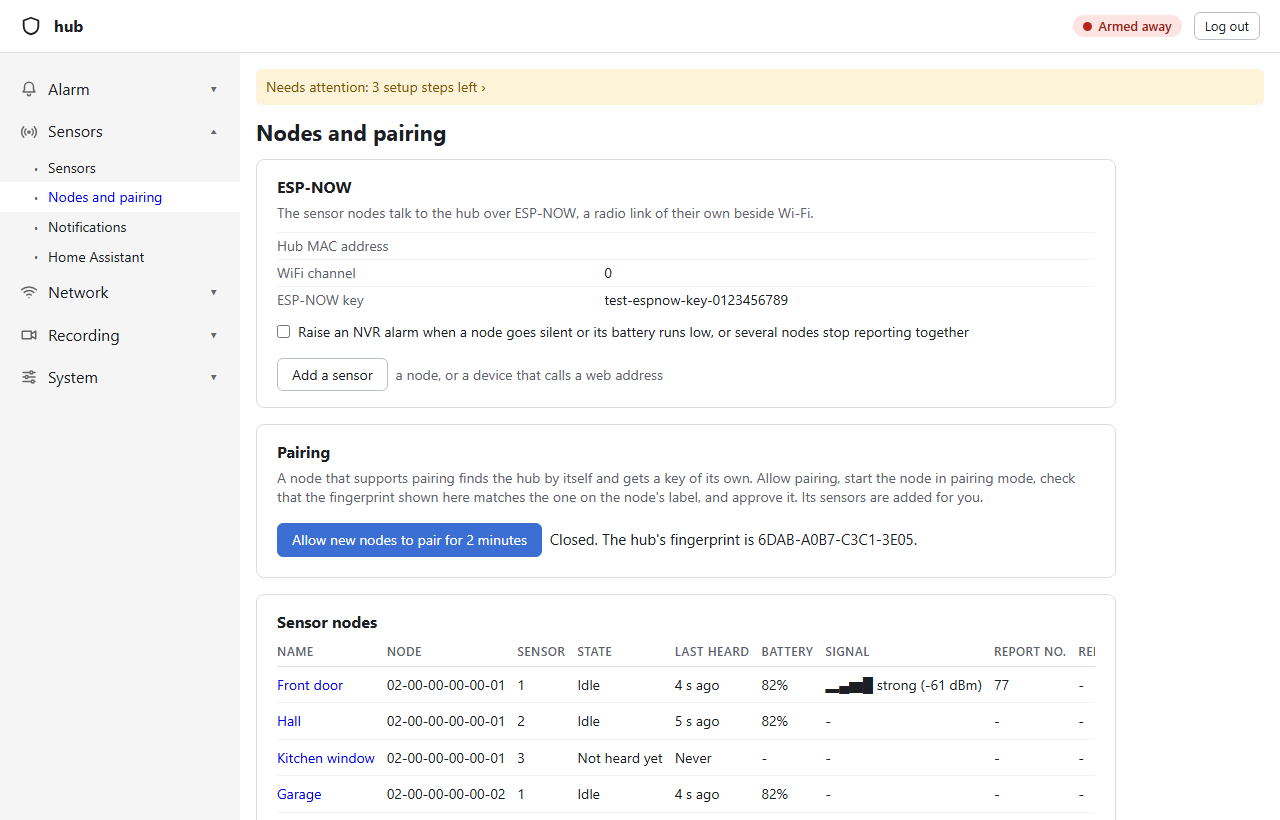 hub
Armed away
Log out
Alarm
Sensors
Sensors
Nodes and pairing
Notifications
Home Assistant
Network
Recording
System
Needs attention: 3 setup steps left ›
Nodes and pairing
ESP-NOW
The sensor nodes talk to the hub over ESP-NOW, a radio link of their own beside Wi-Fi.
Hub MAC address
WiFi channel 0
ESP-NOW key test-espnow-key-0123456789
Raise an NVR alarm when a node goes silent or its battery runs low, or several nodes stop reporting together
Add a sensor a node, or a device that calls a web address
Pairing
A node that supports pairing finds the hub by itself and gets a key of its own. Allow pairing, start the node in pairing mode, check
that the fingerprint shown here matches the one on the node's label, and approve it. Its sensors are added for you.
Allow new nodes to pair for 2 minutes Closed. The hub's fingerprint is 6DAB-A0B7-C3C1-3E05.
Sensor nodes
NAME NODE SENSOR STATE LAST HEARD BATTERY SIGNAL REPORT NO.
Front door 02-00-00-00-00-01 1 Idle 4 s ago 82% strong (-61 dBm) 77 -
Hall 02-00-00-00-00-01 2 Idle 5 s ago 82% - - -
Kitchen window 02-00-00-00-00-01 3 Not heard yet Never - - - -
Garage 02-00-00-00-00-02 1 Idle 4 s ago 82% - - -